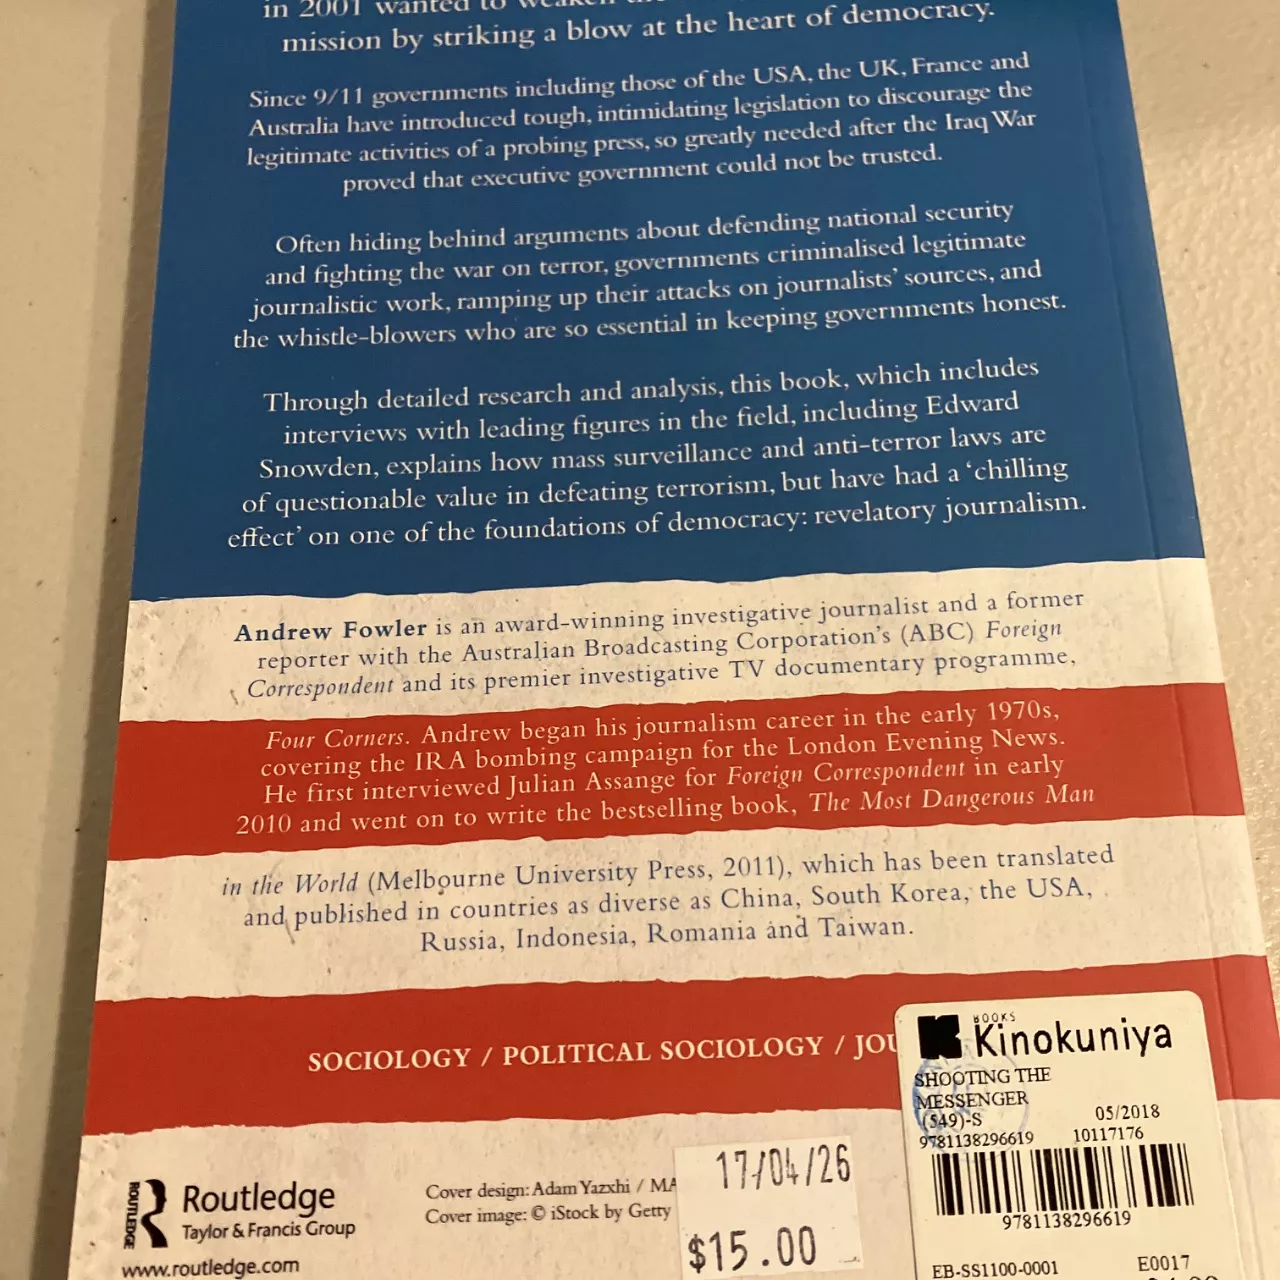 in 2001 wanted to weaken
mission by striking a blow at the heart of democracy.
Since 9/11 governments including those of the USA, the UK, France and
Australia have introduced tough, intimidating legislation to discourage the
legitimate activities of a probing press, so greatly needed after the Iraq War
proved that executive government could not be trusted.
Often hiding behind arguments about defending national security
and fighting the war on terror, governments criminalised legitimate
journalistic work, ramping up their attacks on journalists' sources, and
the whistle-blowers who are so essential in keeping governments honest.
Through detailed research and analysis, this book, which includes
interviews with leading figures in the field, including Edward
Snowden, explains how mass surveillance and anti-terror laws are
of questionable value in defeating terrorism, but have had a 'chilling
effect' on one of the foundations of democracy: revelatory journalism.
Andrew Fowler is an award-winning investigative journalist and a former
reporter with the Australian Broadcasting Corporation's (ABC) Foreign
Correspondent and its premier investigative TV documentary programme,
Four Corners. Andrew began his journalism career in the early 1970s,
covering the IRA bombing campaign for the London Evening News.
He first interviewed Julian Assange for Foreign Correspondent in early
2010 and went on to write the bestselling book, The Most Dangerous Man
in the World (Melbourne University Press, 2011), which has been translated
and published in countries as diverse as China, South Korea, the USA,
Russia, Indonesia, Romania and Taiwan.
SOCIOLOGY / POLITICAL SOCIOLOGY / JOU
BOOKS
Kinokuniya
SHOOTING THE
MESSENGER
(549)-S 05/2018
9781138296619 10117176
9781138296619
EB-SS1100-0001 E0017
ROUTLEDGE
Routledge
Taylor & Francis Group
www.routledge.com
Cover design: Adam Yazxhi / MA
Cover image: © iStock by Getty
17/04/26
$15.00